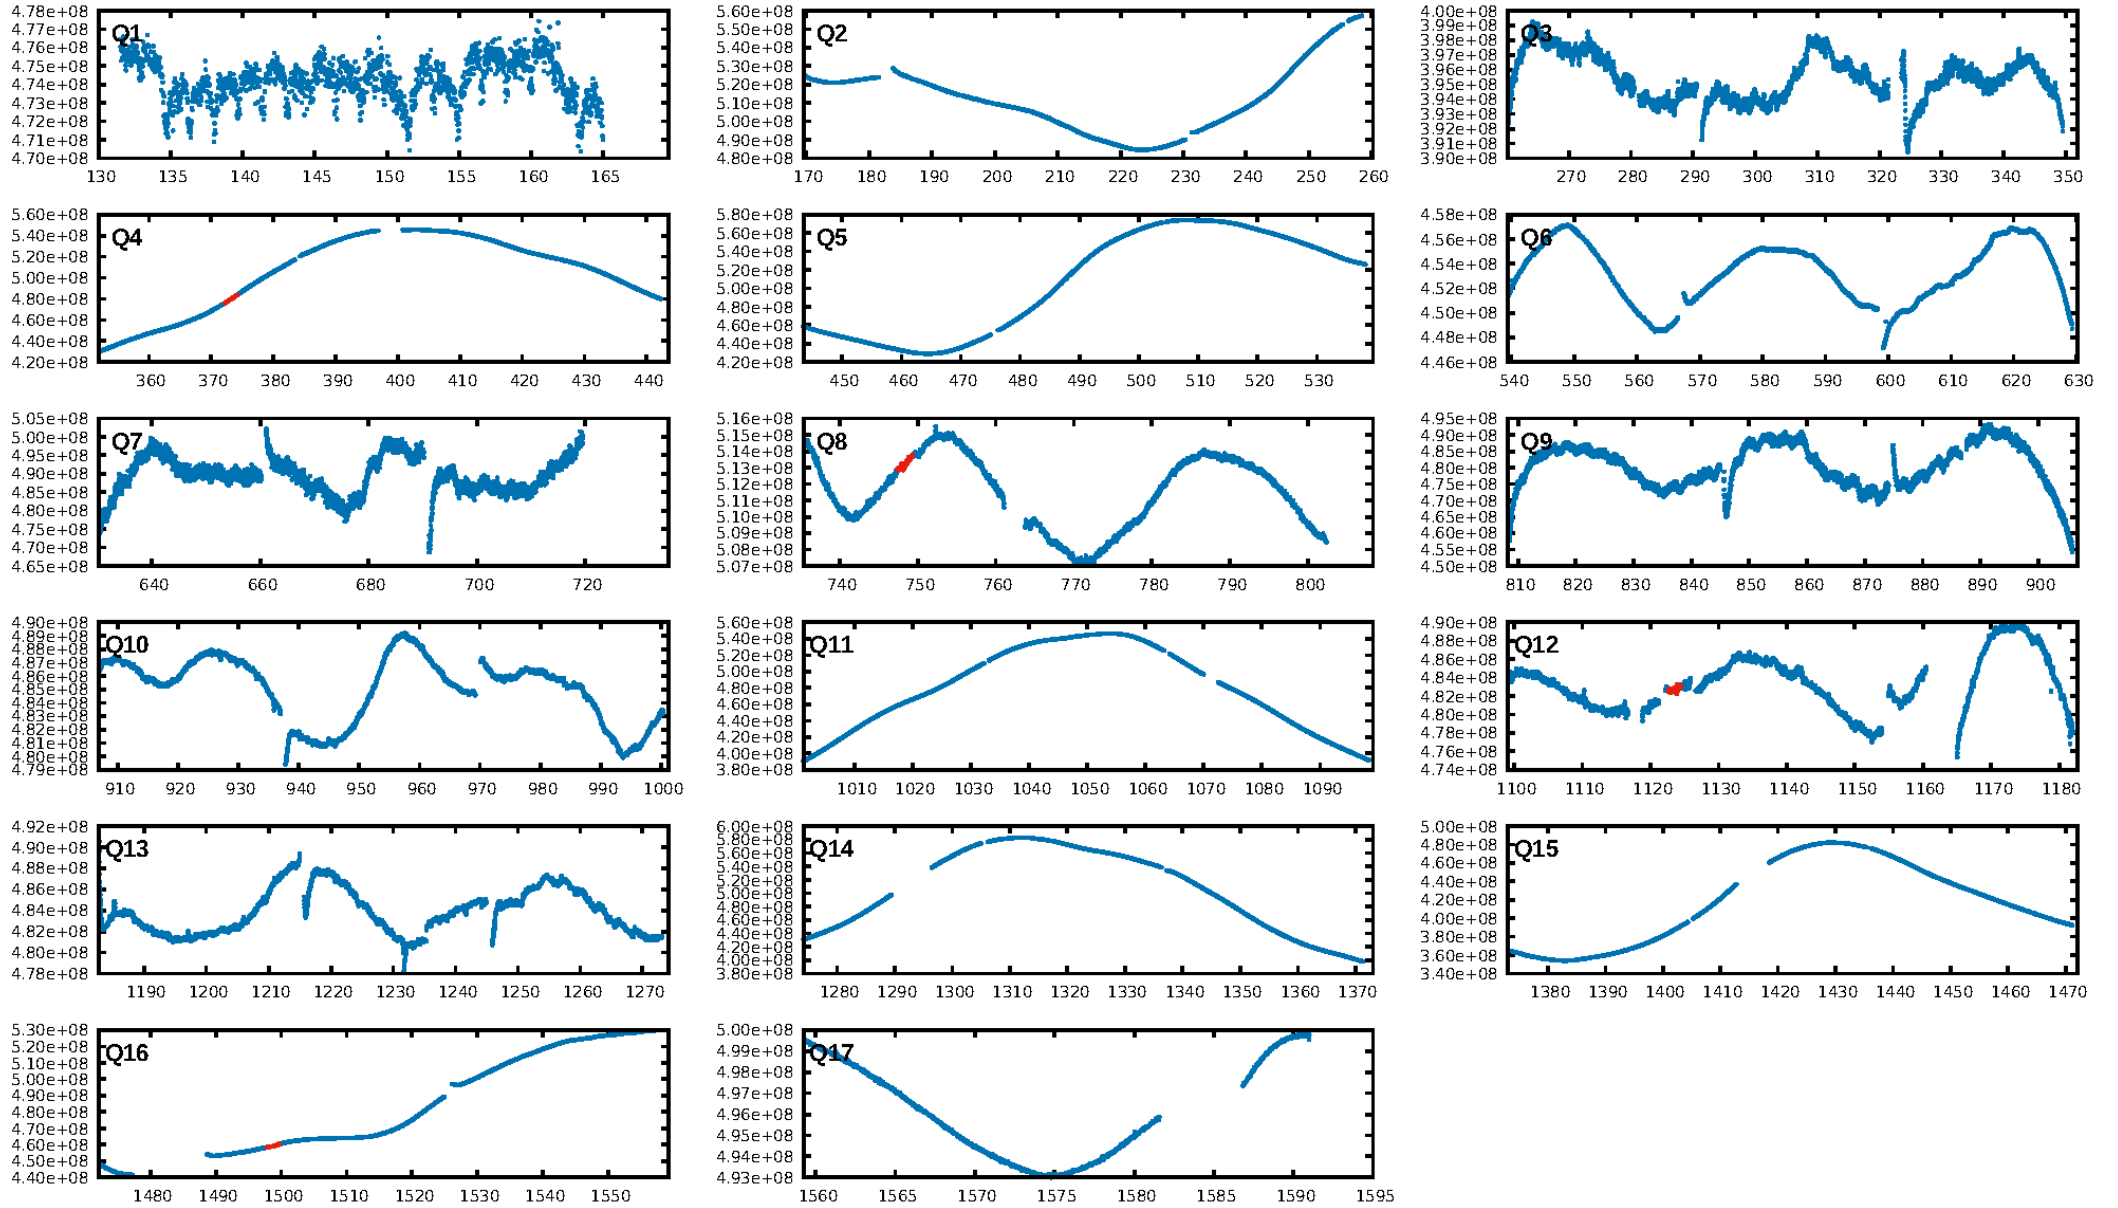 4.78e+08
4.77e+08
4.76e+08
4.75e+08
4.74e+08
4.73e+08
4.72e+08
4.71e+08
4.70e+08
Q1
130 135 140 145 150 155 160 165
5.60e+08
5.50e+08
5.40e+08
5.30e+08
5.20e+08
5.10e+08
5.00e+08
4.90e+08
4.80e+08
Q2
170 180 190 200 210 220 230 240 250 260
4.00e+08
3.99e+08
3.98e+08
3.97e+08
3.96e+08
3.95e+08
3.94e+08
3.93e+08
3.92e+08
3.91e+08
3.90e+08
Q3
270 280 290 300 310 320 330 340 350
5.60e+08
5.40e+08
5.20e+08
5.00e+08
4.80e+08
4.60e+08
4.40e+08
4.20e+08
Q4
360 370 380 390 400 410 420 430 440
5.80e+08
5.60e+08
5.40e+08
5.20e+08
5.00e+08
4.80e+08
4.60e+08
4.40e+08
4.20e+08
Q5
450 460 470 480 490 500 510 520 530
4.58e+08
4.56e+08
4.54e+08
4.52e+08
4.50e+08
4.48e+08
4.46e+08
Q6
540 550 560 570 580 590 600 610 620 630
5.05e+08
5.00e+08
4.95e+08
4.90e+08
4.85e+08
4.80e+08
4.75e+08
4.70e+08
4.65e+08
Q7
640 660 680 700 720
5.16e+08
5.15e+08
5.14e+08
5.13e+08
5.12e+08
5.11e+08
5.10e+08
5.09e+08
5.08e+08
5.07e+08
Q8
740 750 760 770 780 790 800
4.95e+08
4.90e+08
4.85e+08
4.80e+08
4.75e+08
4.70e+08
4.65e+08
4.60e+08
4.55e+08
4.50e+08
Q9
810 820 830 840 850 860 870 880 890 900
4.90e+08
4.89e+08
4.88e+08
4.87e+08
4.86e+08
4.85e+08
4.84e+08
4.83e+08
4.82e+08
4.81e+08
4.80e+08
4.79e+08
Q10
910 920 930 940 950 960 970 980 990 1000
5.60e+08
5.40e+08
5.20e+08
5.00e+08
4.80e+08
4.60e+08
4.40e+08
4.20e+08
4.00e+08
3.80e+08
Q11
1010 1020 1030 1040 1050 1060 1070 1080 1090
4.90e+08
4.88e+08
4.86e+08
4.84e+08
4.82e+08
4.80e+08
4.78e+08
4.76e+08
4.74e+08
Q12
1100 1110 1120 1130 1140 1150 1160 1170 1180
4.92e+08
4.90e+08
4.88e+08
4.86e+08
4.84e+08
4.82e+08
4.80e+08
4.78e+08
Q13
1190 1200 1210 1220 1230 1240 1250 1260 1270
6.00e+08
5.80e+08
5.60e+08
5.40e+08
5.20e+08
5.00e+08
4.80e+08
4.60e+08
4.40e+08
4.20e+08
4.00e+08
3.80e+08
Q14
1280 1290 1300 1310 1320 1330 1340 1350 1360 1370
5.00e+08
4.80e+08
4.60e+08
4.40e+08
4.20e+08
4.00e+08
3.80e+08
3.60e+08
3.40e+08
Q15
1380 1390 1400 1410 1420 1430 1440 1450 1460 1470
5.30e+08
5.20e+08
5.10e+08
5.00e+08
4.90e+08
4.80e+08
4.70e+08
4.60e+08
4.50e+08
4.40e+08
Q16
1480 1490 1500 1510 1520 1530 1540 1550
5.00e+08
4.99e+08
4.98e+08
4.97e+08
4.96e+08
4.95e+08
4.94e+08
4.93e+08
Q17
1560 1565 1570 1575 1580 1585 1590 1595